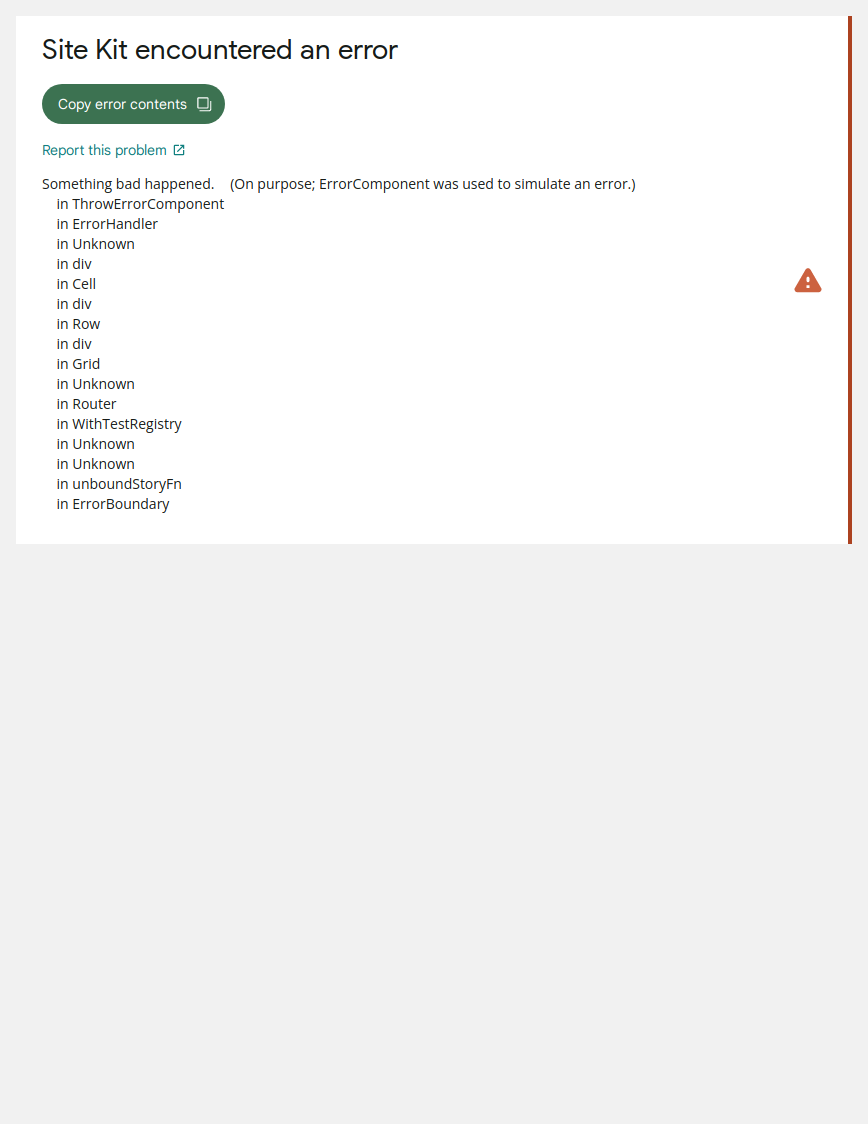 Site Kit encountered an error
Copy error contents
Report this problem
Something bad happened. (On purpose; ErrorComponent was used to simulate an error.)
in ThrowErrorComponent
in ErrorHandler
in Unknown
in div
in Cell
in div
in Row
in div
in Grid
in Unknown
in Router
in WithTestRegistry
in Unknown
in Unknown
in unboundStoryFn
in ErrorBoundary